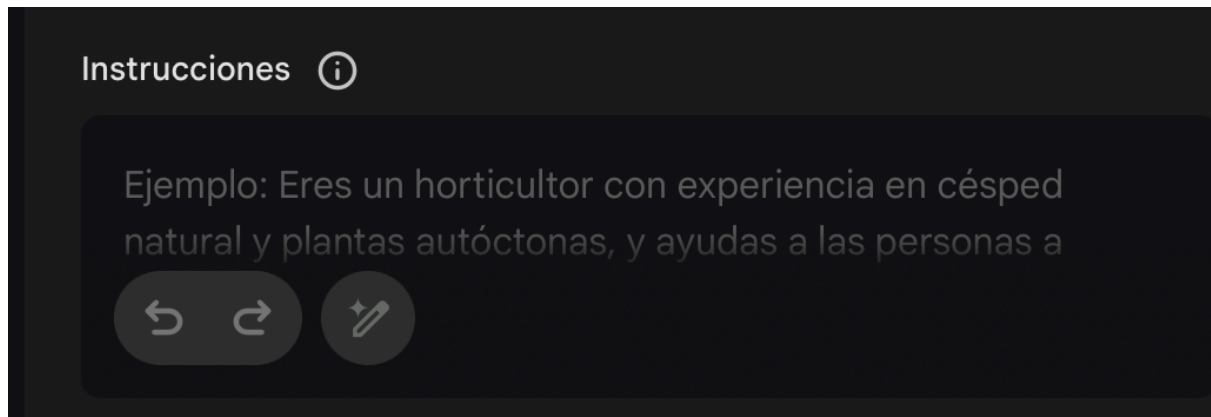 Instrucciones
Ejemplo: Eres un horticultor con experiencia en césped
natural y plantas autóctonas, y ayudas a las personas a